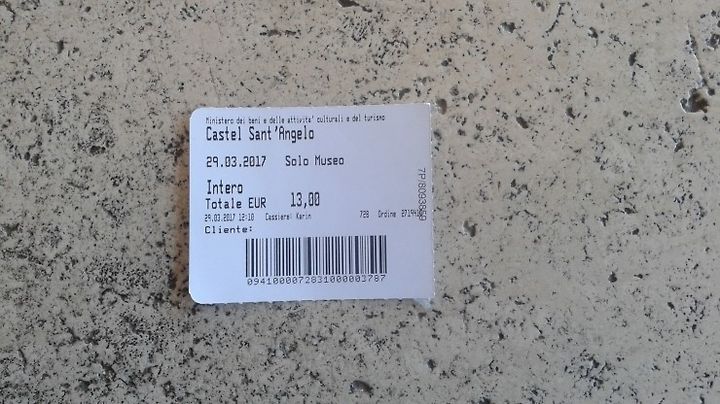 Ministero dei beni e delle attivita' culturali e del turismo
Castel Sant'Angelo
29.03.2017 Solo Museo
Intero
Totale EUR 13,00
29.03.2017 12:10 Cassiere: Karin 728 Ordine
Cliente:
0941000072831000003787